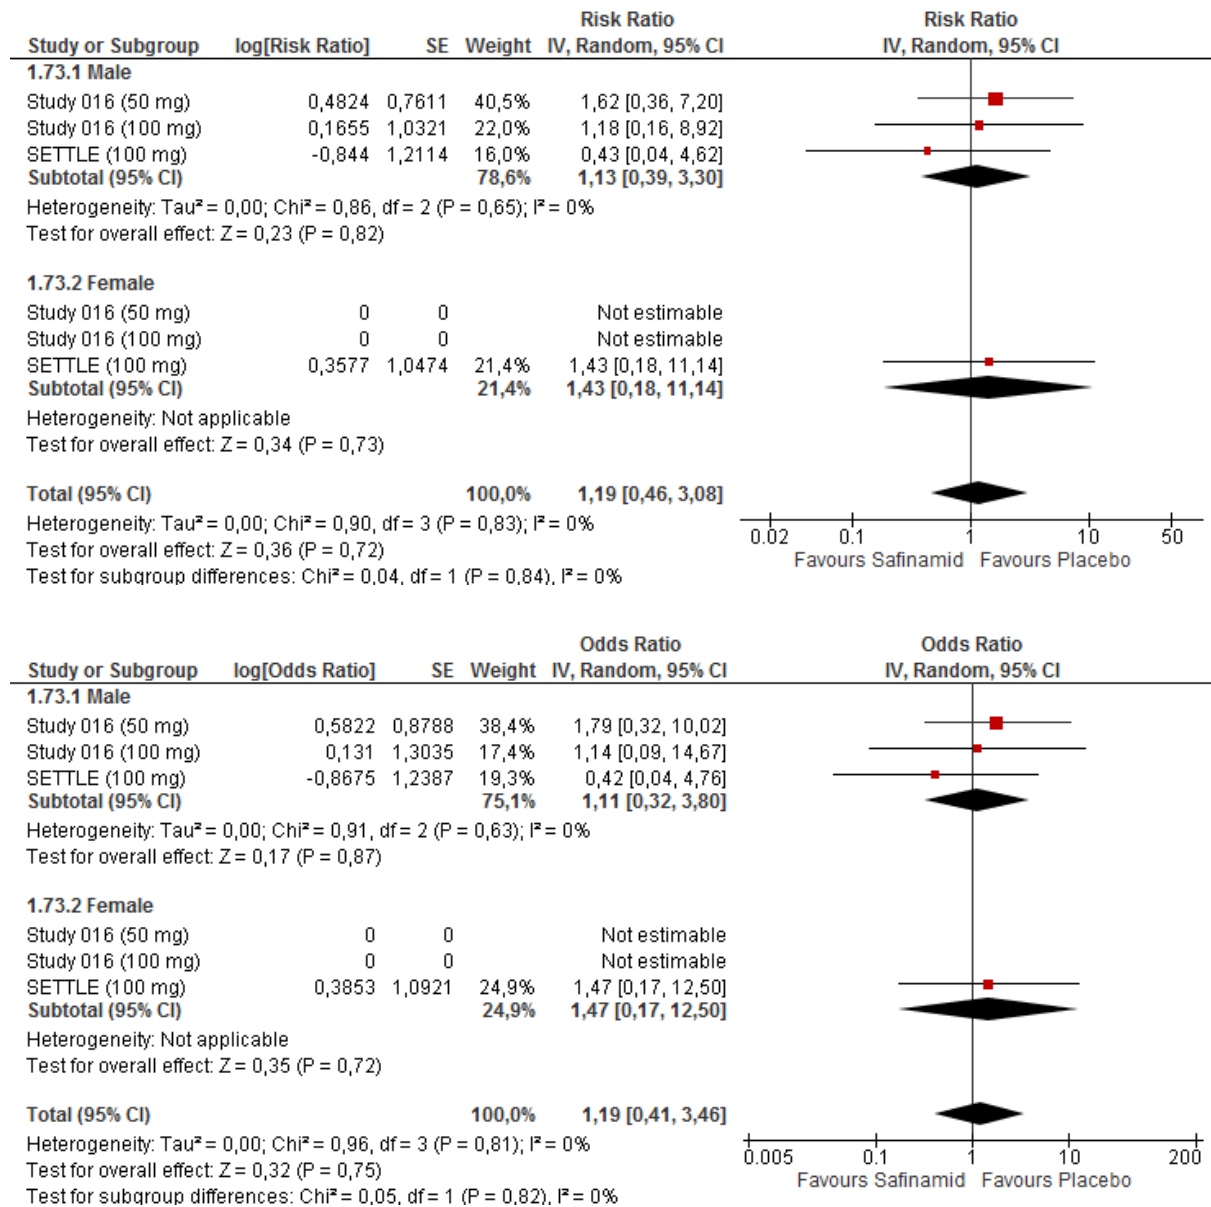 Risk Ratio Risk Ratio
Study or Subgroup log[Risk Ratio] SE Weight IV, Random, 95% CI IV, Random, 95% CI
1.73.1 Male
Study 016 (50 mg) 0,4824 0,7611 40,5% 1,62 [0,36, 7,20]
Study 016 (100 mg) 0,1655 1,0321 22,0% 1,18 [0,16, 8,92]
SETTLE (100 mg) -0,844 1,2114 16,0% 0,43 [0,04, 4,62]
Subtotal (95% CI) 78,6% 1,13 [0,39, 3,30]
Heterogeneity: Tau² = 0,00; Chi² = 0,86, df = 2 (P = 0,65); I² = 0%
Test for overall effect: Z = 0,23 (P = 0,82)
1.73.2 Female
Study 016 (50 mg) 0 0 Not estimable
Study 016 (100 mg) 0 0 Not estimable
SETTLE (100 mg) 0,3577 1,0474 21,4% 1,43 [0,18, 11,14]
Subtotal (95% CI) 21,4% 1,43 [0,18, 11,14]
Heterogeneity: Not applicable
Test for overall effect: Z = 0,34 (P = 0,73)
Total (95% CI) 100,0% 1,19 [0,46, 3,08]
Heterogeneity: Tau² = 0,00; Chi² = 0,90, df = 3 (P = 0,83); I² = 0%
Test for overall effect: Z = 0,36 (P = 0,72)
Test for subgroup differences: Chi² = 0,04, df = 1 (P = 0,84), I² = 0%
0.02 0.1 1 10 50
Favours Safinamid Favours Placebo
Odds Ratio Odds Ratio
Study or Subgroup log[Odds Ratio] SE Weight IV, Random, 95% CI IV, Random, 95% CI
1.73.1 Male
Study 016 (50 mg) 0,5822 0,8788 38,4% 1,79 [0,32, 10,02]
Study 016 (100 mg) 0,131 1,3035 17,4% 1,14 [0,09, 14,67]
SETTLE (100 mg) -0,8675 1,2387 19,3% 0,42 [0,04, 4,76]
Subtotal (95% CI) 75,1% 1,11 [0,32, 3,80]
Heterogeneity: Tau² = 0,00; Chi² = 0,91, df = 2 (P = 0,63); I² = 0%
Test for overall effect: Z = 0,17 (P = 0,87)
1.73.2 Female
Study 016 (50 mg) 0 0 Not estimable
Study 016 (100 mg) 0 0 Not estimable
SETTLE (100 mg) 0,3853 1,0921 24,9% 1,47 [0,17, 12,50]
Subtotal (95% CI) 24,9% 1,47 [0,17, 12,50]
Heterogeneity: Not applicable
Test for overall effect: Z = 0,35 (P = 0,72)
Total (95% CI) 100,0% 1,19 [0,41, 3,46]
Heterogeneity: Tau² = 0,00; Chi² = 0,96, df = 3 (P = 0,81); I² = 0%
Test for overall effect: Z = 0,32 (P = 0,75)
Test for subgroup differences: Chi² = 0,05, df = 1 (P = 0,82), I² = 0%
0.005 0.1 1 10 200
Favours Safinamid Favours Placebo